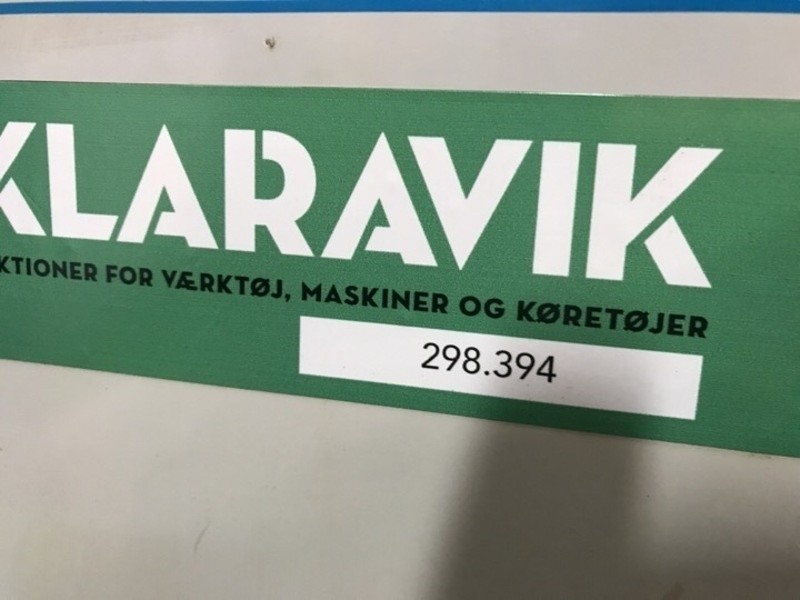 KLARAVIK
KTIONER FOR VÆRKTØJ, MASKINER OG KØRETØJER
298.394